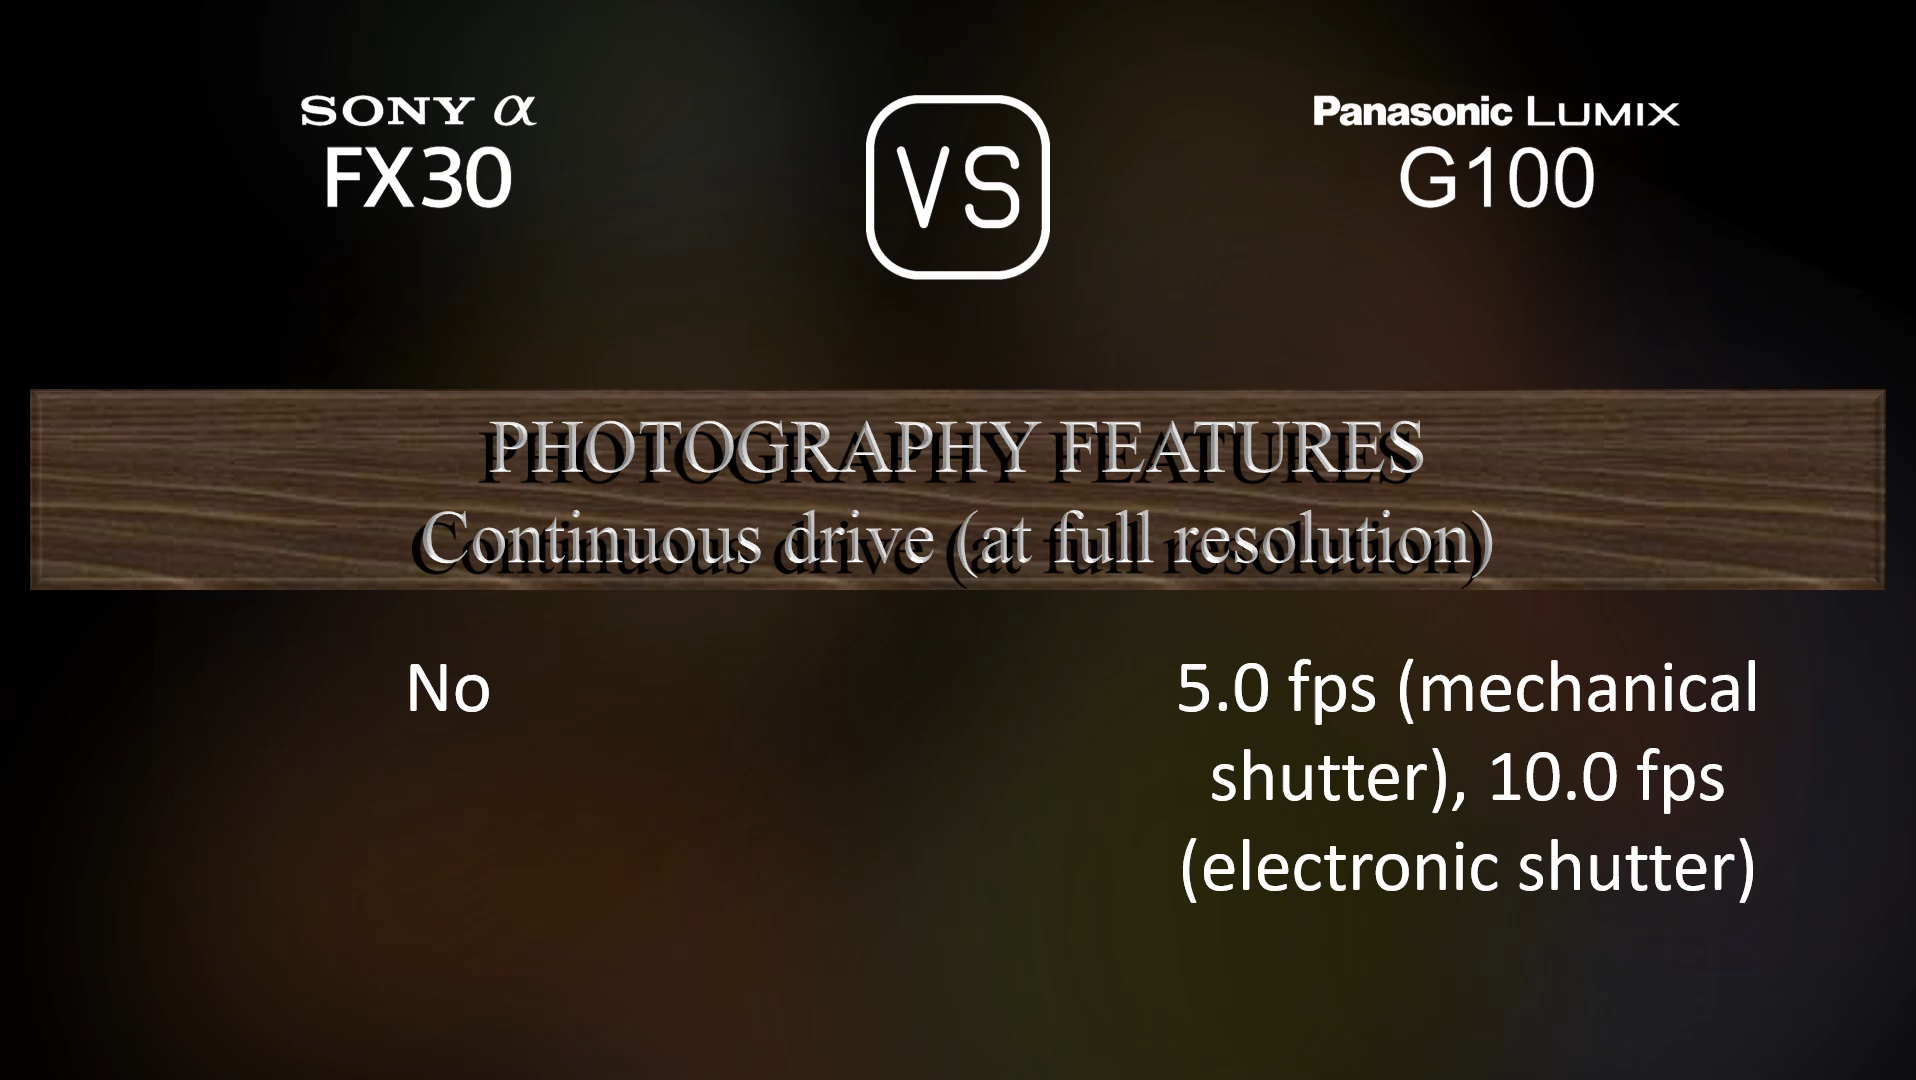 SONY α
FX30
VS
Panasonic LUMIX
G100
PHOTOGRAPHY FEATURES
Continuous drive (at full resolution)
No
5.0 fps (mechanical
shutter), 10.0 fps
(electronic shutter)